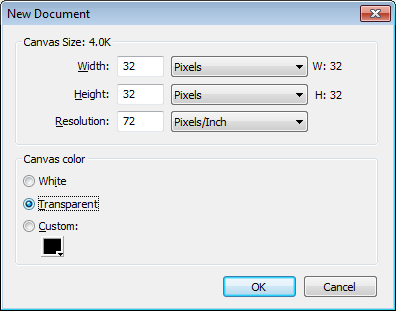 New Document
Canvas Size: 4.0K
Width: 32 Pixels W: 32
Height: 32 Pixels H: 32
Resolution: 72 Pixels/Inch
Canvas color
White
Transparent
Custom:
OK Cancel